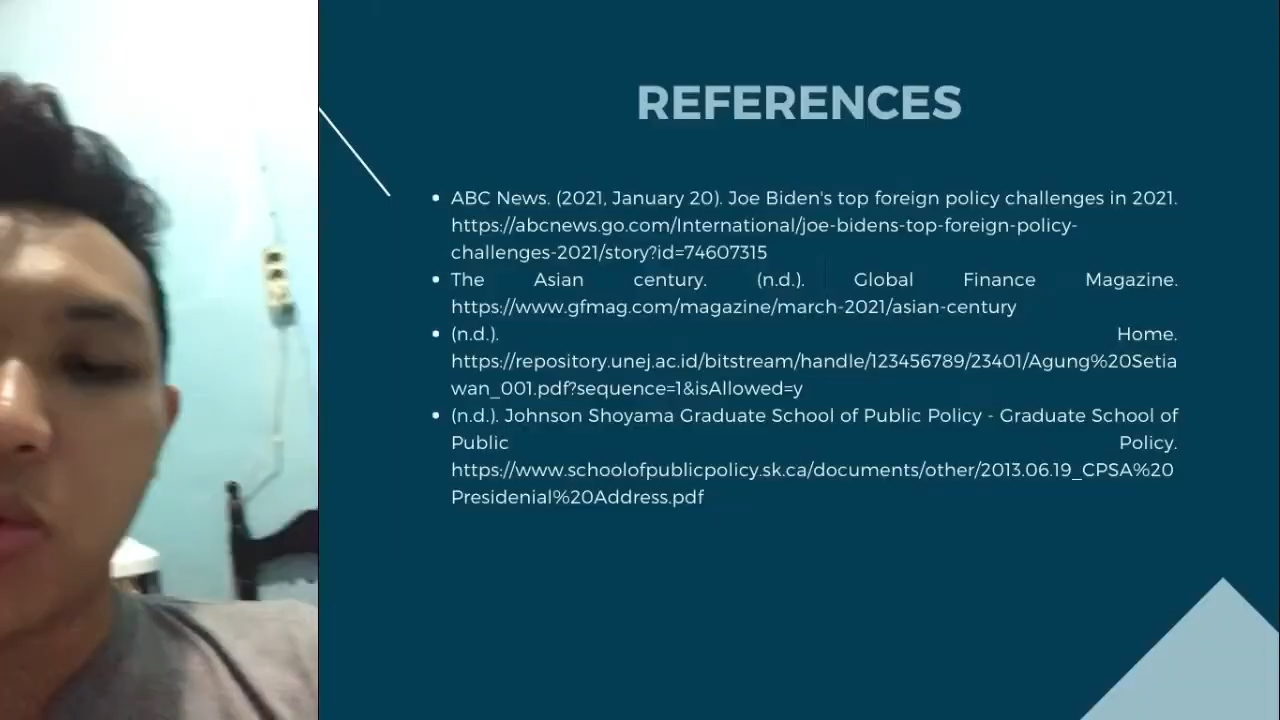 REFERENCES
• ABC News. (2021, January 20). Joe Biden's top foreign policy challenges in 2021.
https://abcnews.go.com/International/joe-bidens-top-foreign-policy-
challenges-2021/story?id=74607315
• The Asian century. (n.d.). Global Finance Magazine.
https://www.gfmag.com/magazine/march-2021/asian-century
• (n.d.). Home.
https://repository.unej.ac.id/bitstream/handle/123456789/23401/Agung%20Setia
wan_001.pdf?sequence=1&isAllowed=y
• (n.d.). Johnson Shoyama Graduate School of Public Policy - Graduate School of
Public Policy.
https://www.schoolofpublicpolicy.sk.ca/documents/other/2013.06.19_CPSA%20
Presidenial%20Address.pdf